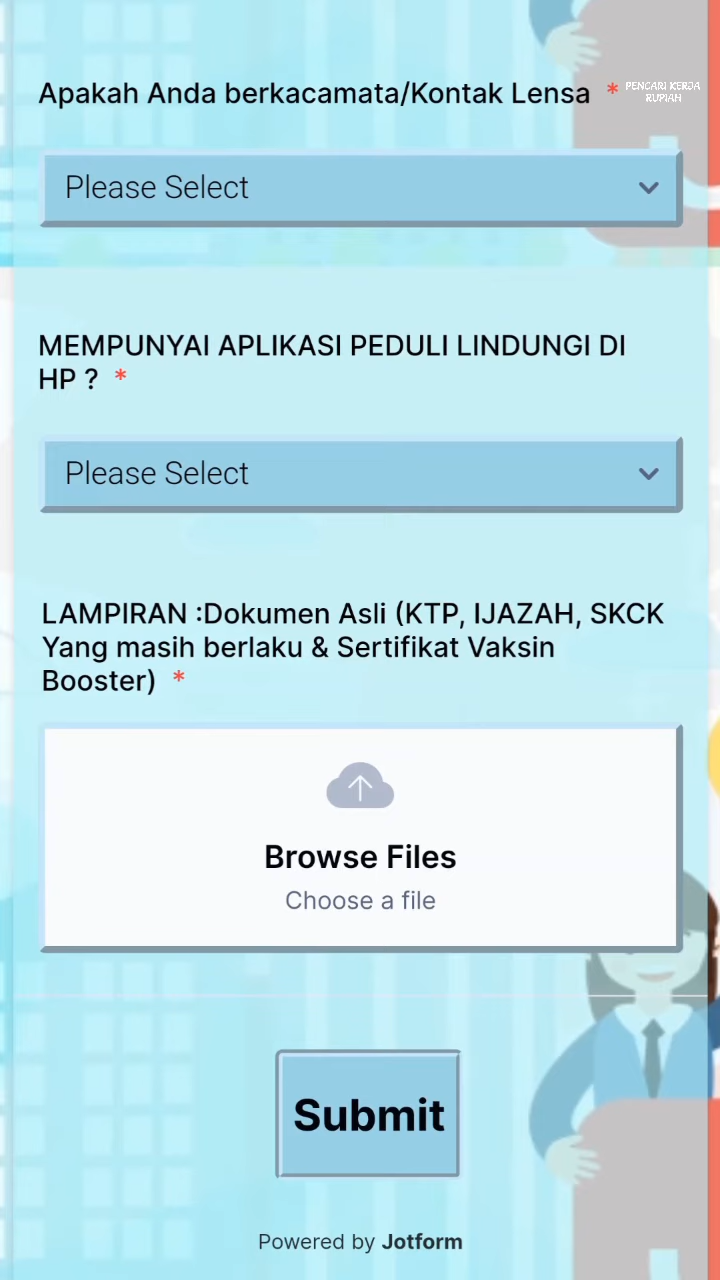 Apakah Anda berkacamata/Kontak Lensa *
PENCARI KERJA
RUPIAH
Please Select
MEMPUNYAI APLIKASI PEDULI LINDUNGI DI
HP ? *
Please Select
LAMPIRAN :Dokumen Asli (KTP, IJAZAH, SKCK
Yang masih berlaku & Sertifikat Vaksin
Booster) *
Browse Files
Choose a file
Submit
Powered by Jotform